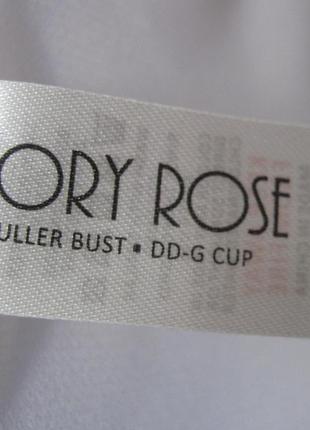 ORY ROSE
ULLER BUST ▪ DD-G CUP